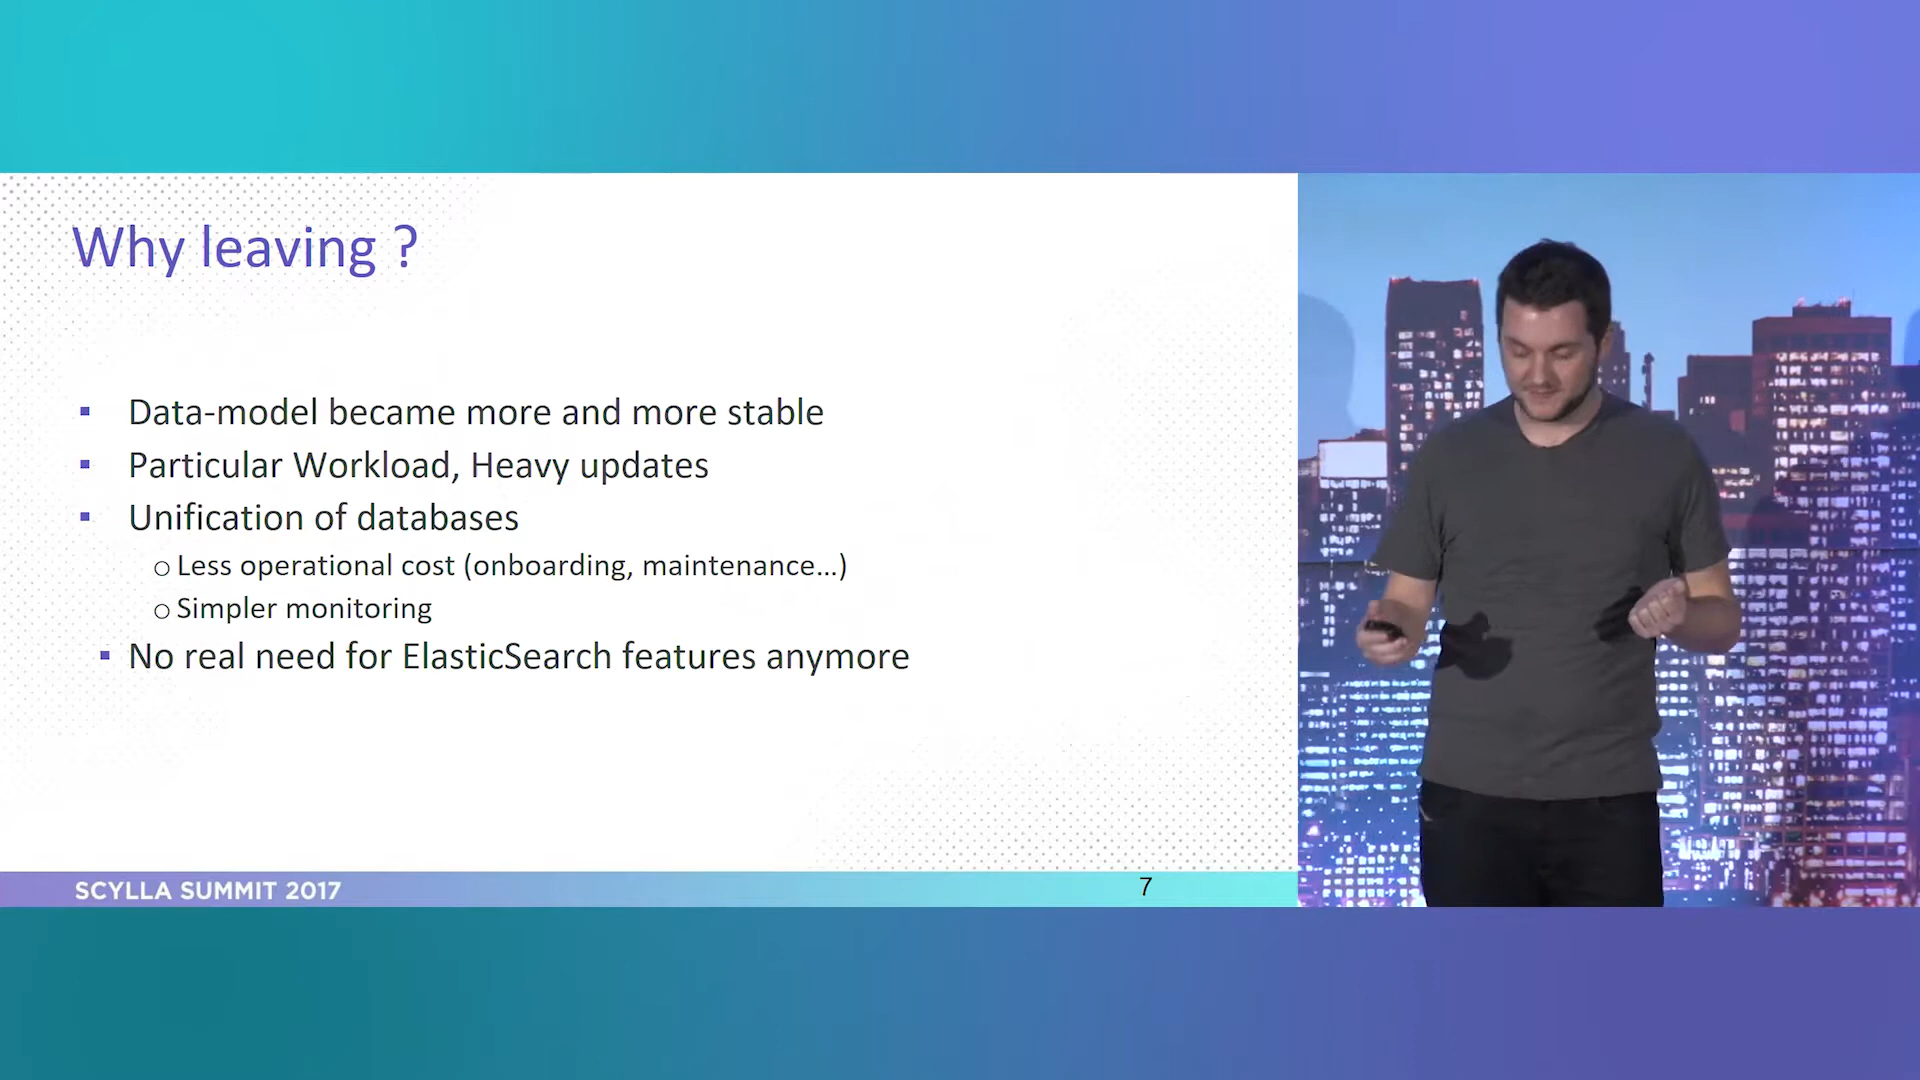 Why leaving ?
▪ Data-model became more and more stable
▪ Particular Workload, Heavy updates
▪ Unification of databases
o Less operational cost (onboarding, maintenance...)
o Simpler monitoring
▪ No real need for ElasticSearch features anymore
SCYLLA SUMMIT 2017
7